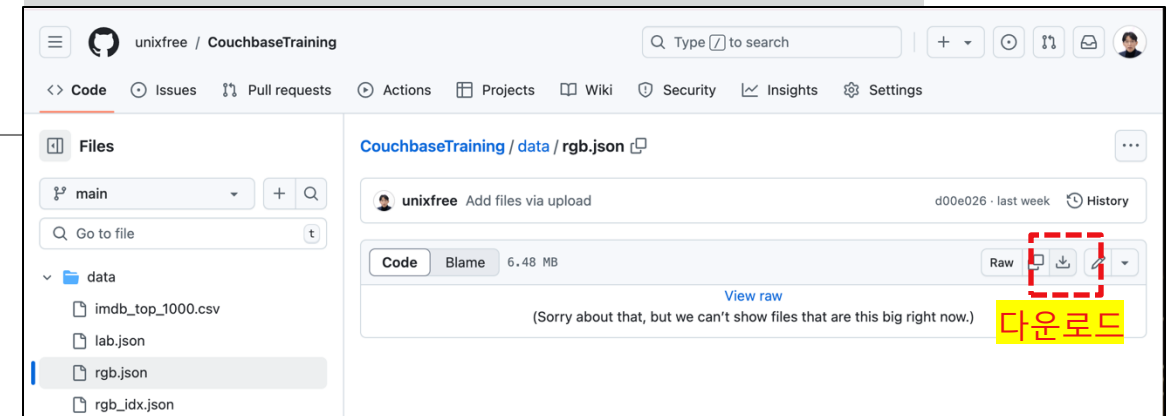 unixfree / CouchbaseTraining
Type / to search
Code Issues Pull requests Actions Projects Wiki Security Insights Settings
Files
main
Go to file t
data
imdb_top_1000.csv
lab.json
rgb.json
rgb_idx.json
CouchbaseTraining / data / rgb.json
unixfree Add files via upload
d00e026 · last week History
Code Blame 6.48 MB
Raw
View raw
(Sorry about that, but we can't show files that are this big right now.)
다운로드